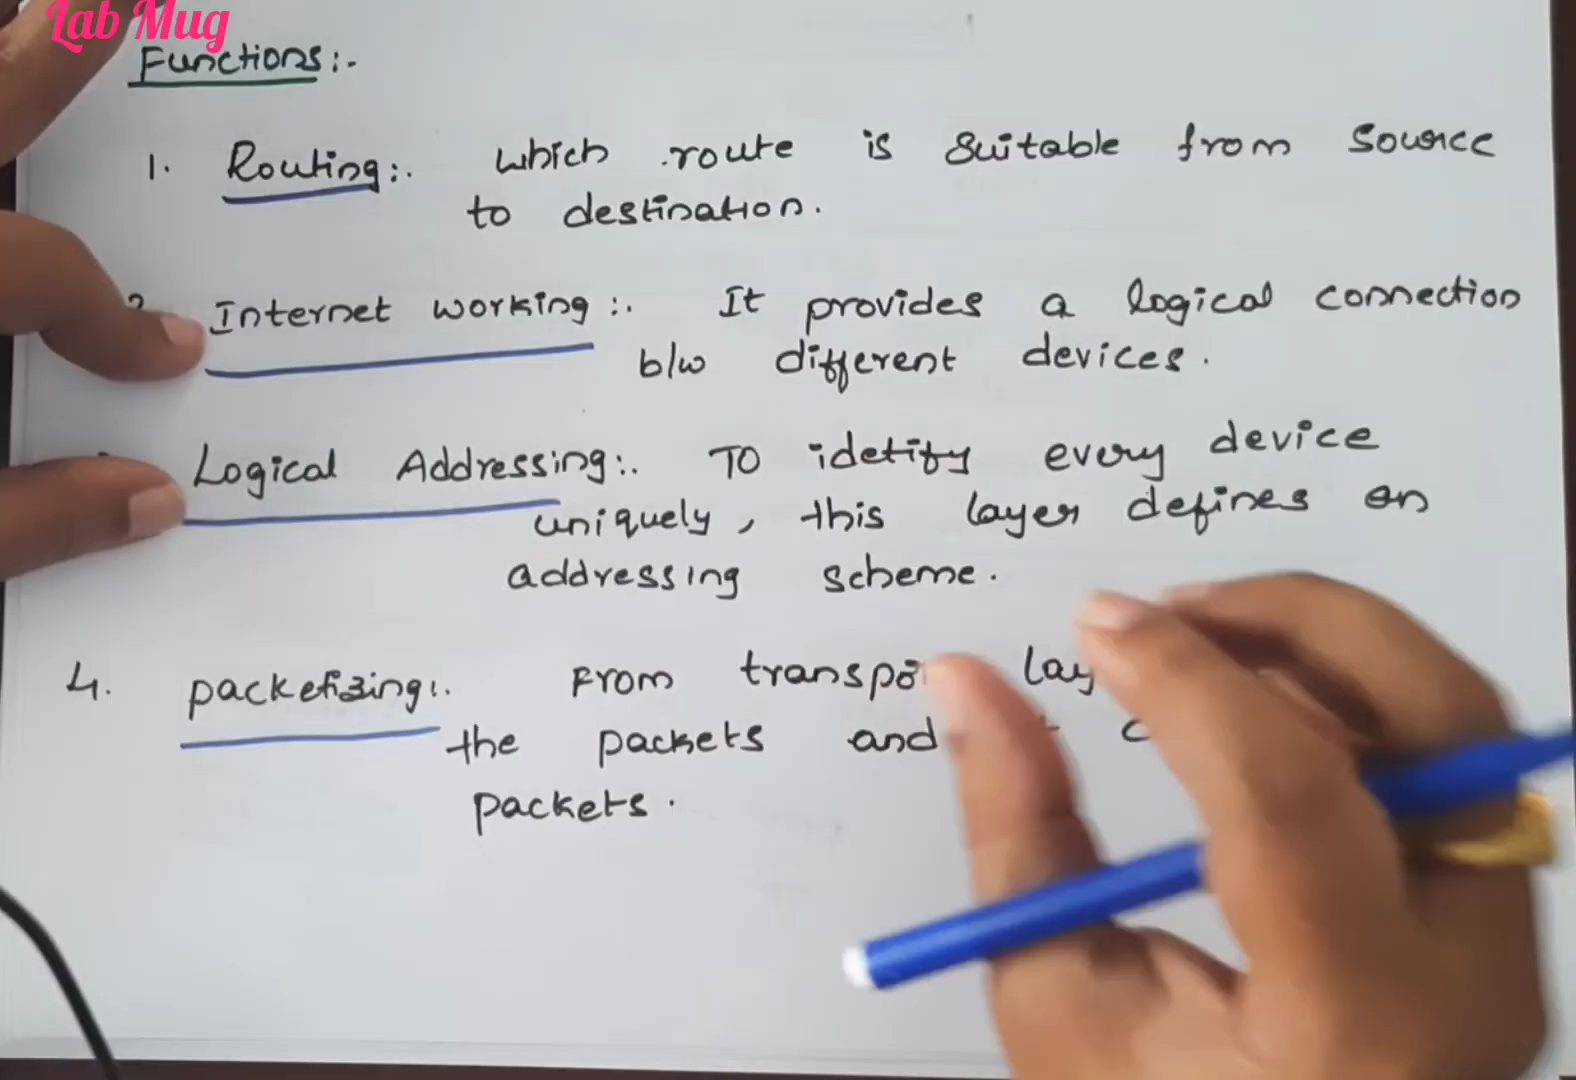 Lab Mug
Functions:-
1. Routing:- which route is suitable from source
to destination.
Internet working :- It provides a logical connection
b/w different devices.
Logical Addressing:- To idetify every device
uniquely, this layer defines an
addressing scheme.
4. packetizing:- From
the packets and
packets.